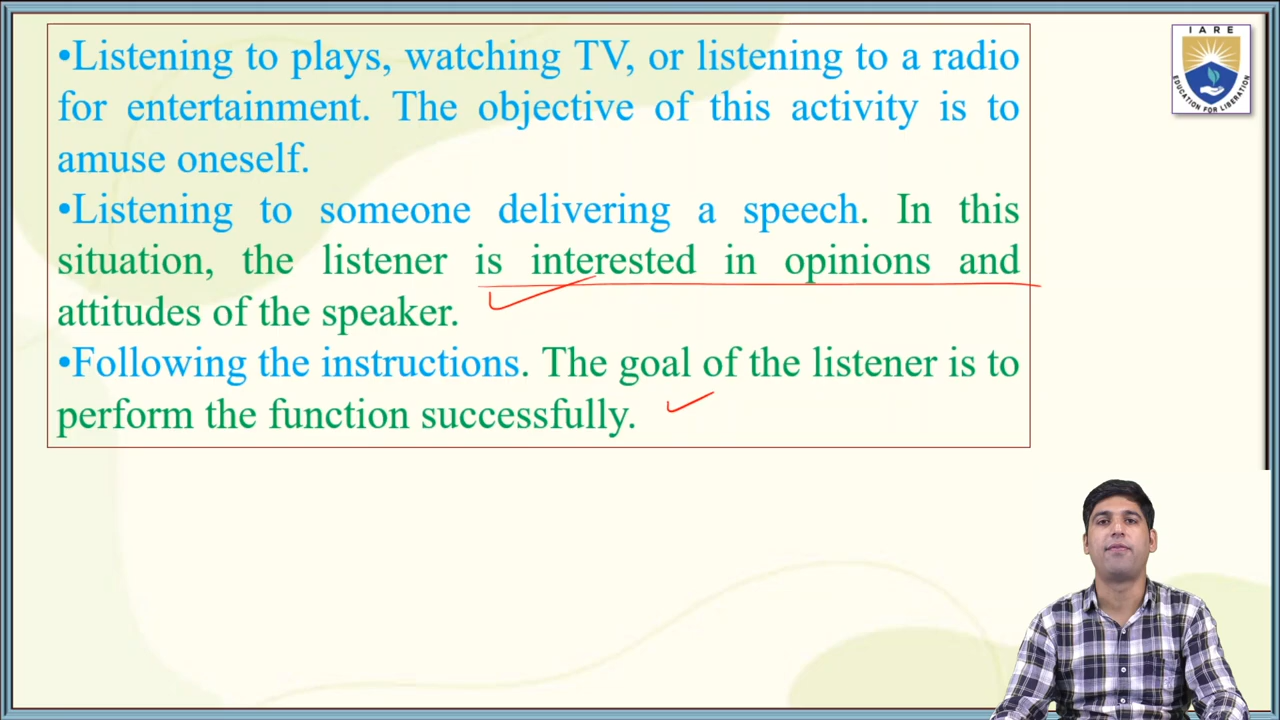 •Listening to plays, watching TV, or listening to a radio
for entertainment. The objective of this activity is to
amuse oneself.
•Listening to someone delivering a speech. In this
situation, the listener is interested in opinions and
attitudes of the speaker.
•Following the instructions. The goal of the listener is to
perform the function successfully.
IARE
EDUCATION FOR LIBERATION